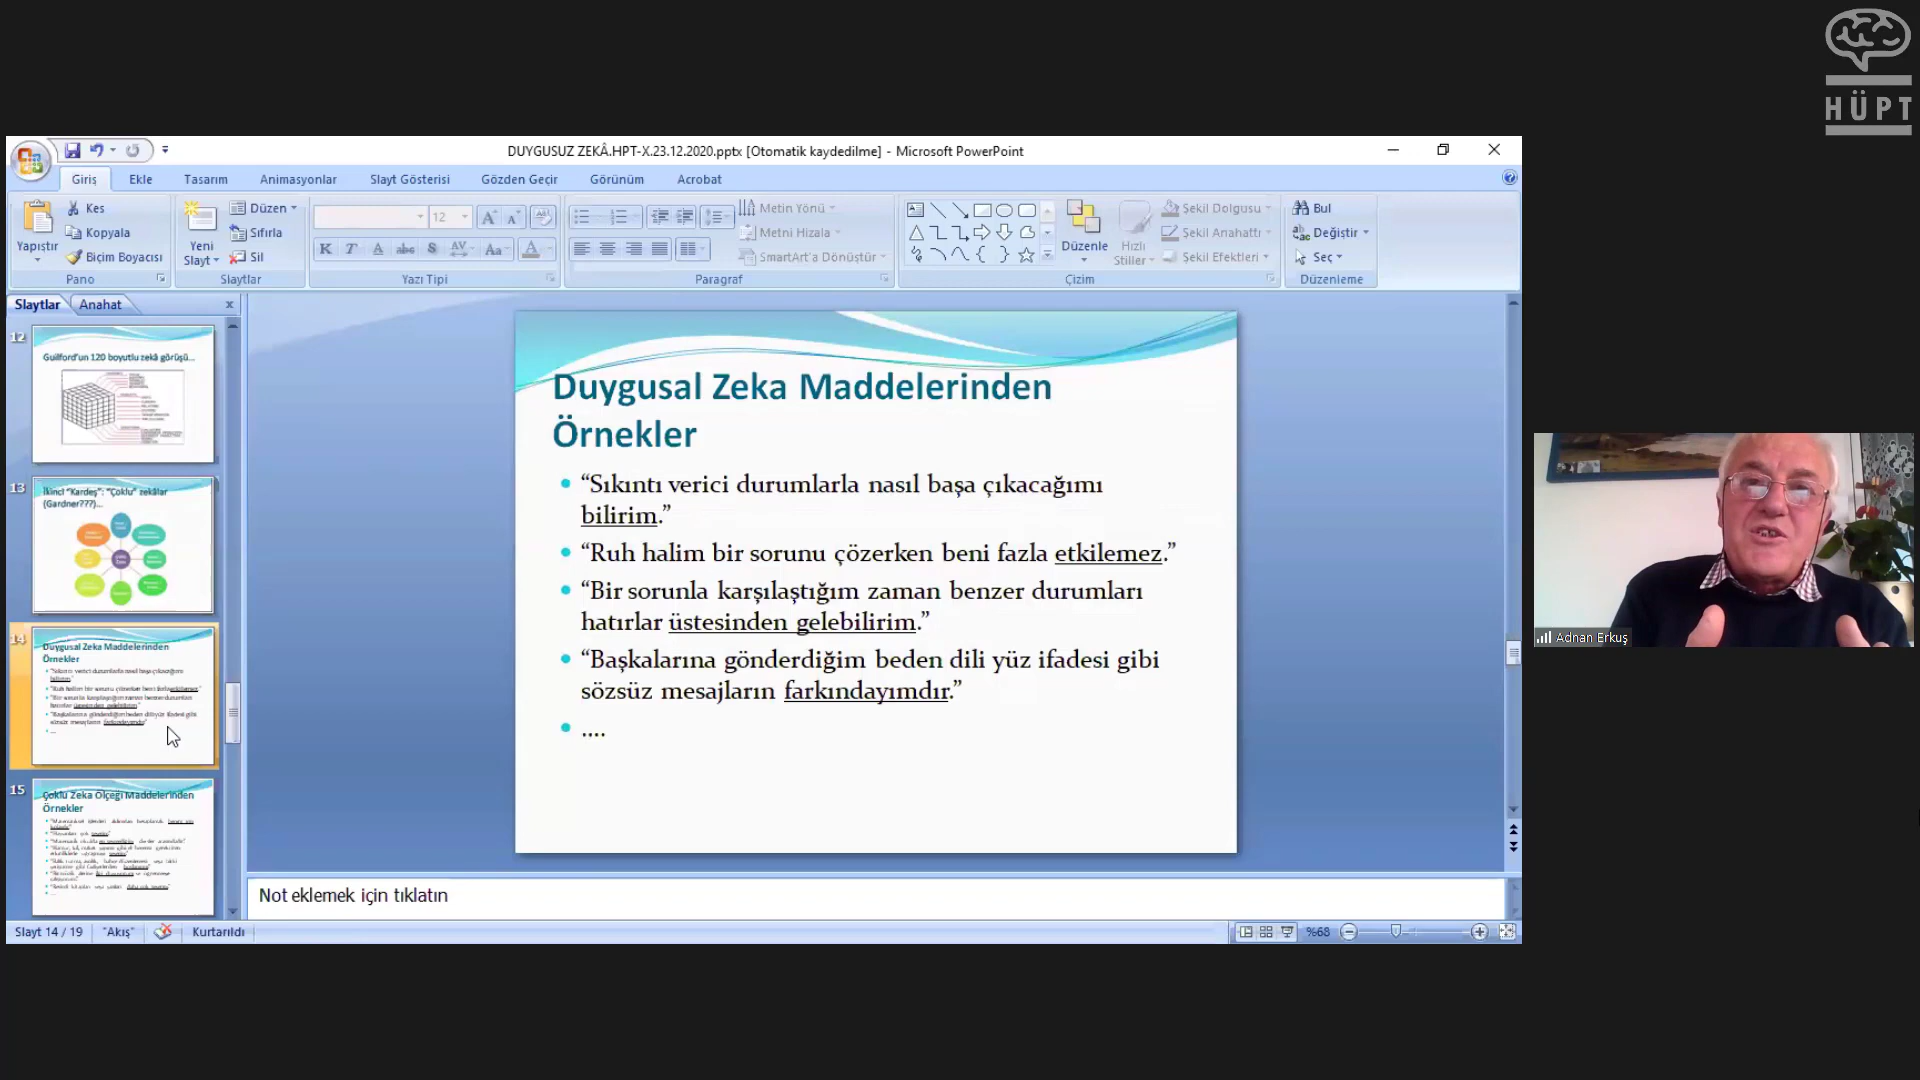 HÜPT
DUYGUSUZ ZEKÂ.HPT-X.23.12.2020.pptx [Otomatik kaydedilme] - Microsoft PowerPoint
Giriş Ekle Tasarım Animasyonlar Slayt Gösterisi Gözden Geçir Görünüm Acrobat
Yapıştır
Kes
Kopyala
Biçim Boyacısı
Pano
Yeni
Slayt
Düzen
Sıfırla
Sil
Slaytlar
12
Yazı Tipi
Metin Yönü
Metni Hizala
SmartArt'a Dönüştür
Paragraf
Düzenle
Hızlı
Stiller
Şekil Dolgusu
Şekil Anahattı
Şekil Efektleri
Çizim
Bul
Değiştir
Seç
Düzenleme
Slaytlar Anahat
12
Guilford'un 120 boyutlu zekâ görüşü...
13
İkinci "Kardeş": "Çoklu" zekâlar
(Gardner???)...
14
Duygusal Zeka Maddelerinden
Örnekler
15
Çoklu Zeka Ölçeği Maddelerinden
Örnekler
Duygusal Zeka Maddelerinden
Örnekler
• “Sıkıntı verici durumlarla nasıl başa çıkacağımı
bilirim.”
• “Ruh halim bir sorunu çözerken beni fazla etkilemez.”
• “Bir sorunla karşılaştığım zaman benzer durumları
hatırlar üstesinden gelebilirim.”
• “Başkalarına gönderdiğim beden dili yüz ifadesi gibi
sözsüz mesajların farkındayımdır.”
• ....
Not eklemek için tıklatın
Slayt 14 / 19 "Akış" Kurtarıldı %68
Adnan Erkuş